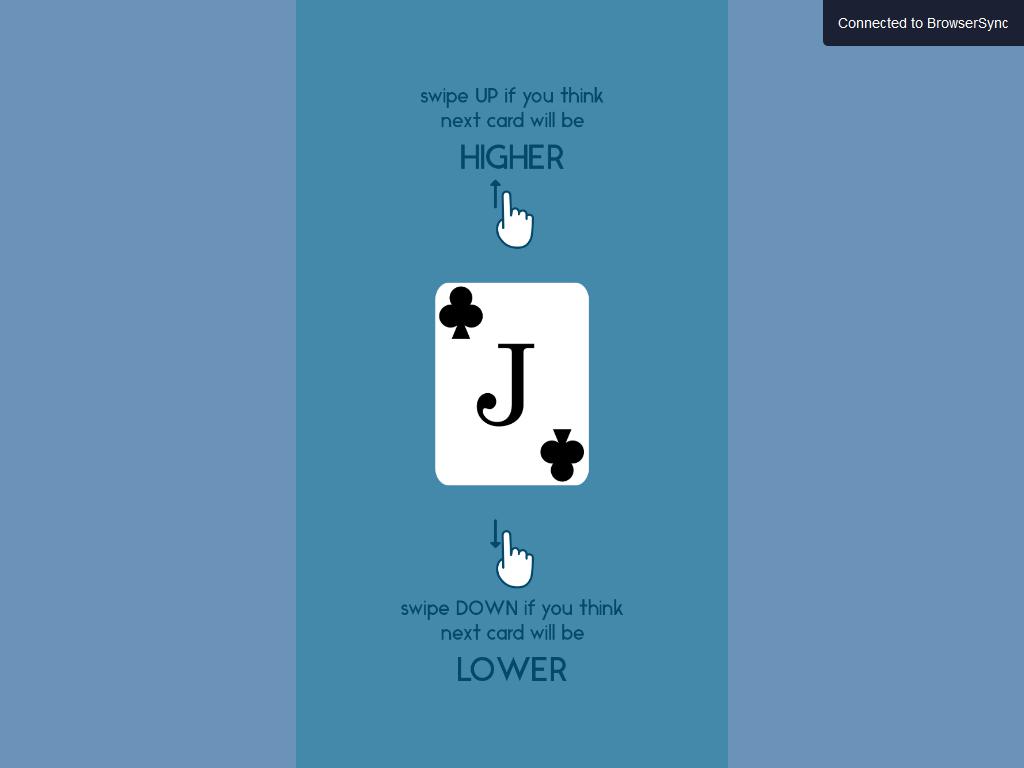 Connected to BrowserSync
swipe UP if you think
next card will be
HIGHER
J
swipe DOWN if you think
next card will be
LOWER